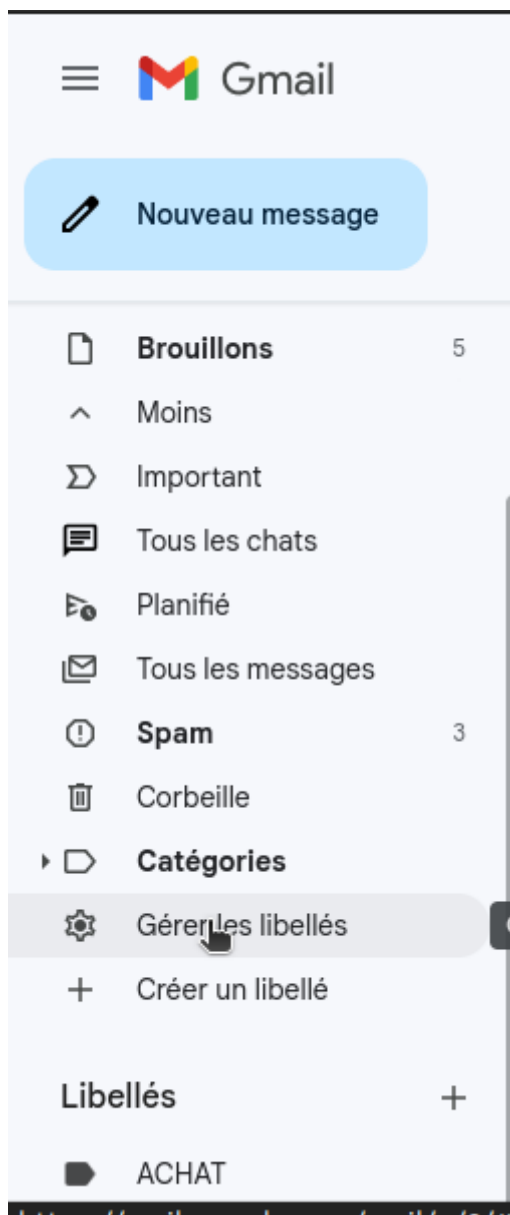 Gmail
Nouveau message
Brouillons 5
Moins
Important
Tous les chats
Planifié
Tous les messages
Spam 3
Corbeille
Catégories
Gérer les libellés
Créer un libellé
Libellés
ACHAT